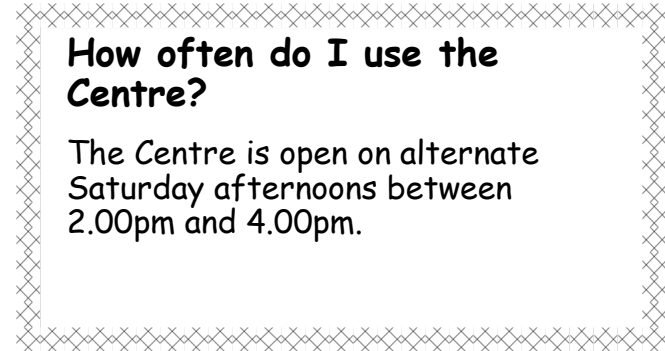 How often do I use the
Centre?
The Centre is open on alternate
Saturday afternoons between
2.00pm and 4.00pm.